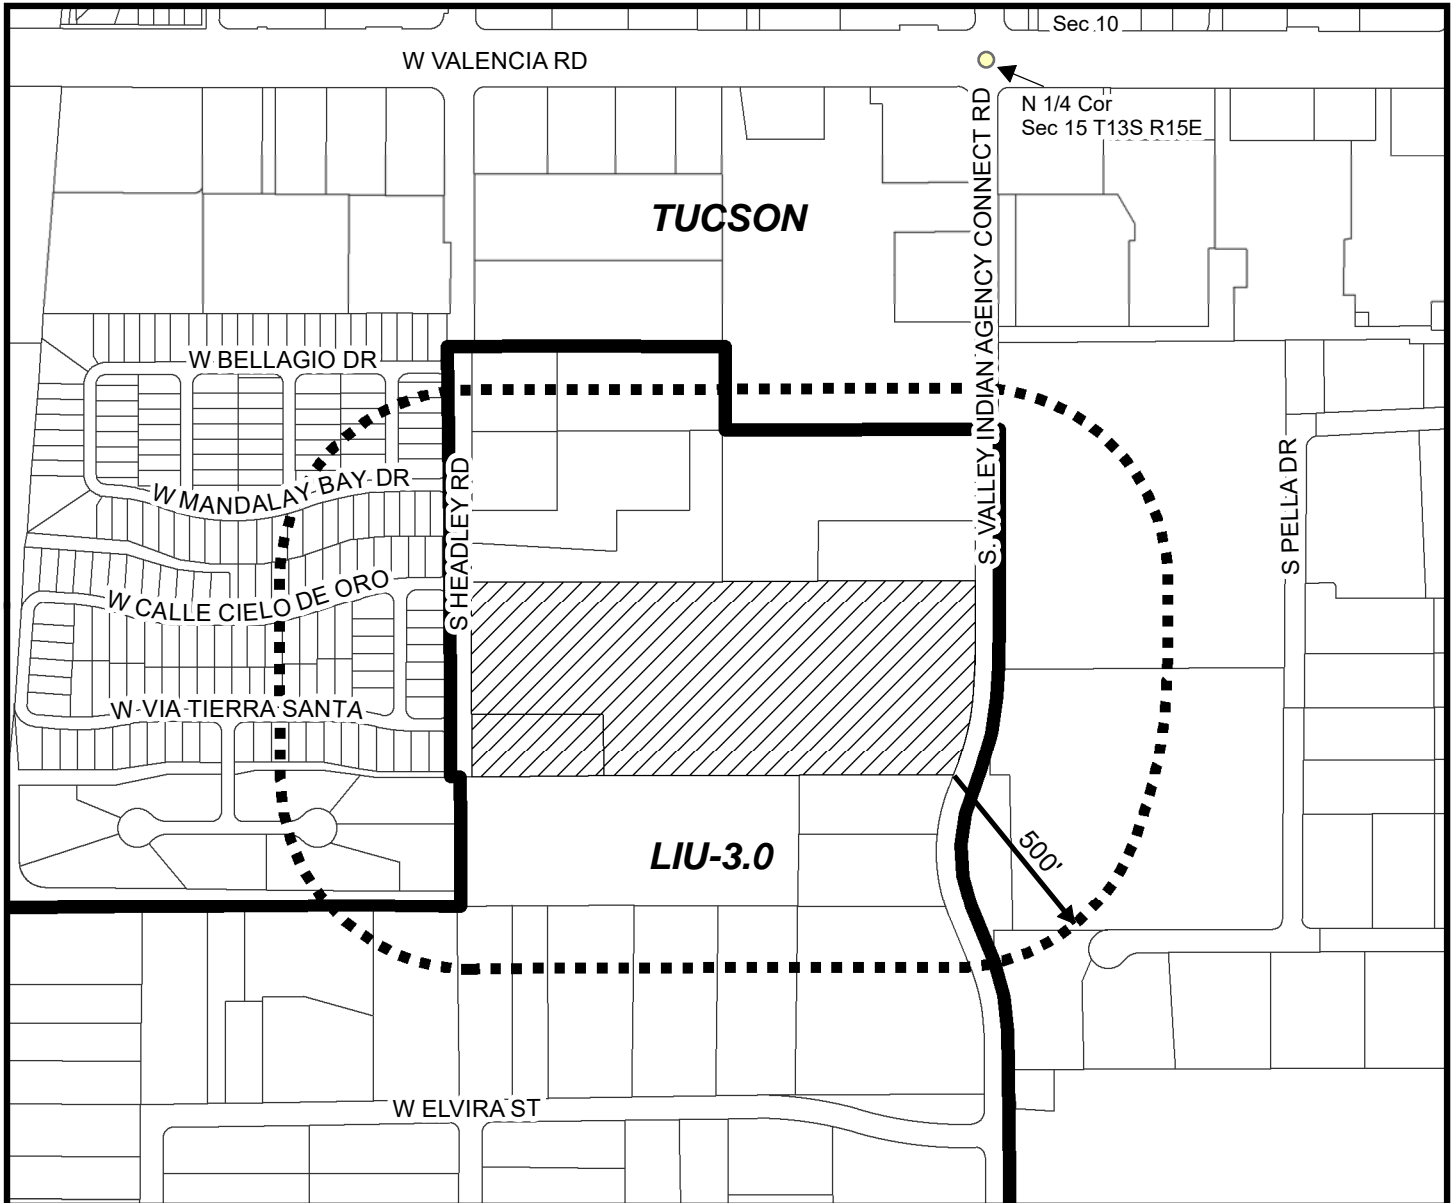 Sec 10
W VALENCIA RD
N 1/4 Cor
Sec 15 T13S R15E
S. VALLEY INDIAN AGENCY CONNECT RD
TUCSON
W BELLAGIO DR
W MANDALAY BAY DR
S HEADLEY RD
S PELLA DR
W CALLE CIELO DE ORO
W VIA TIERRA SANTA
LIU-3.0
500'
W ELVIRA ST